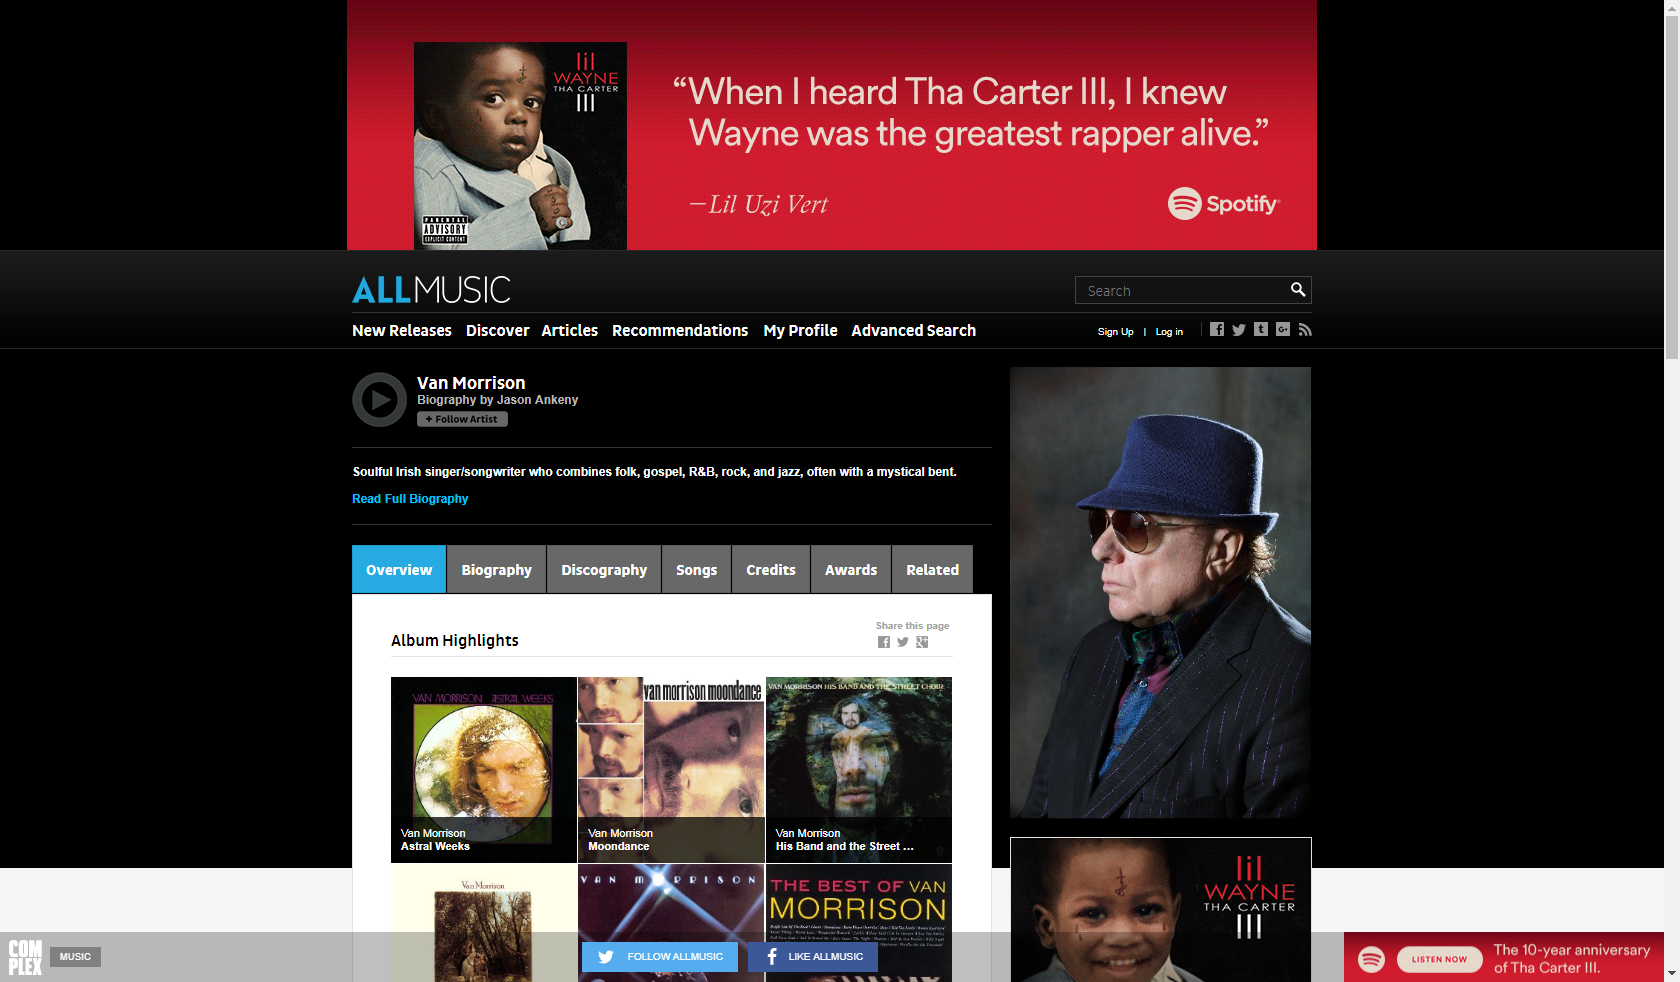 lil
WAYNE
THA CARTER
III
PARENTAL
ADVISORY
EXPLICIT CONTENT
“When I heard Tha Carter III, I knew
Wayne was the greatest rapper alive.”
—Lil Uzi Vert
Spotify
ALLMUSIC
Search
New Releases Discover Articles Recommendations My Profile Advanced Search
Sign Up | Log in
Van Morrison
Biography by Jason Ankeny
+ Follow Artist
Soulful Irish singer/songwriter who combines folk, gospel, R&B, rock, and jazz, often with a mystical bent.
Read Full Biography
Overview Biography Discography Songs Credits Awards Related
Share this page
Album Highlights
VAN MORRISON ASTRAL WEEKS
van morrison moondance
VAN MORRISON HIS BAND AND THE STREET CHOIR
Van Morrison
Astral Weeks
Van Morrison
Moondance
Van Morrison
His Band and the Street ...
Van Morrison
VAN MORRISON
THE BEST OF VAN
MORRISON
lil
WAYNE
THA CARTER
III
COM
PLEX
MUSIC
FOLLOW ALLMUSIC
LIKE ALLMUSIC
LISTEN NOW
The 10-year anniversary
of Tha Carter III.